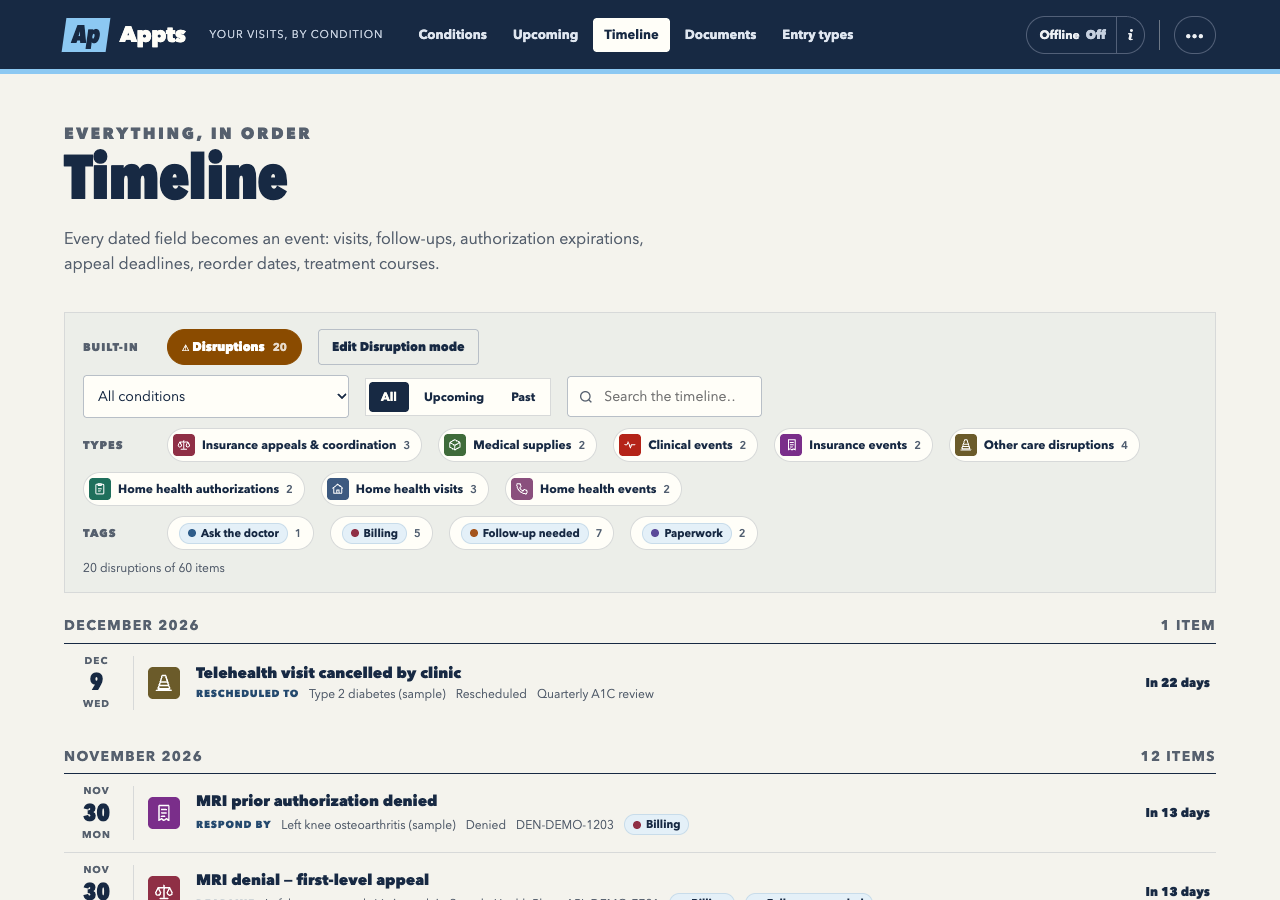 Ap Appts YOUR VISITS, BY CONDITION Conditions Upcoming Timeline Documents Entry types Offline Off i •••
EVERYTHING, IN ORDER
Timeline
Every dated field becomes an event: visits, follow-ups, authorization expirations,
appeal deadlines, reorder dates, treatment courses.
BUILT-IN ⚠ Disruptions 20 Edit Disruption mode
All conditions All Upcoming Past Search the timeline..
TYPES Insurance appeals & coordination 3 Medical supplies 2 Clinical events 2 Insurance events 2 Other care disruptions 4
Home health authorizations 2 Home health visits 3 Home health events 2
TAGS Ask the doctor 1 Billing 5 Follow-up needed 7 Paperwork 2
20 disruptions of 60 items
DECEMBER 2026 1 ITEM
DEC
9
WED
Telehealth visit cancelled by clinic
RESCHEDULED TO Type 2 diabetes (sample) Rescheduled Quarterly A1C review
In 22 days
NOVEMBER 2026 12 ITEMS
NOV
30
MON
MRI prior authorization denied
RESPOND BY Left knee osteoarthritis (sample) Denied DEN-DEMO-1203 Billing
In 13 days
NOV
30
MRI denial – first-level appeal
In 13 days